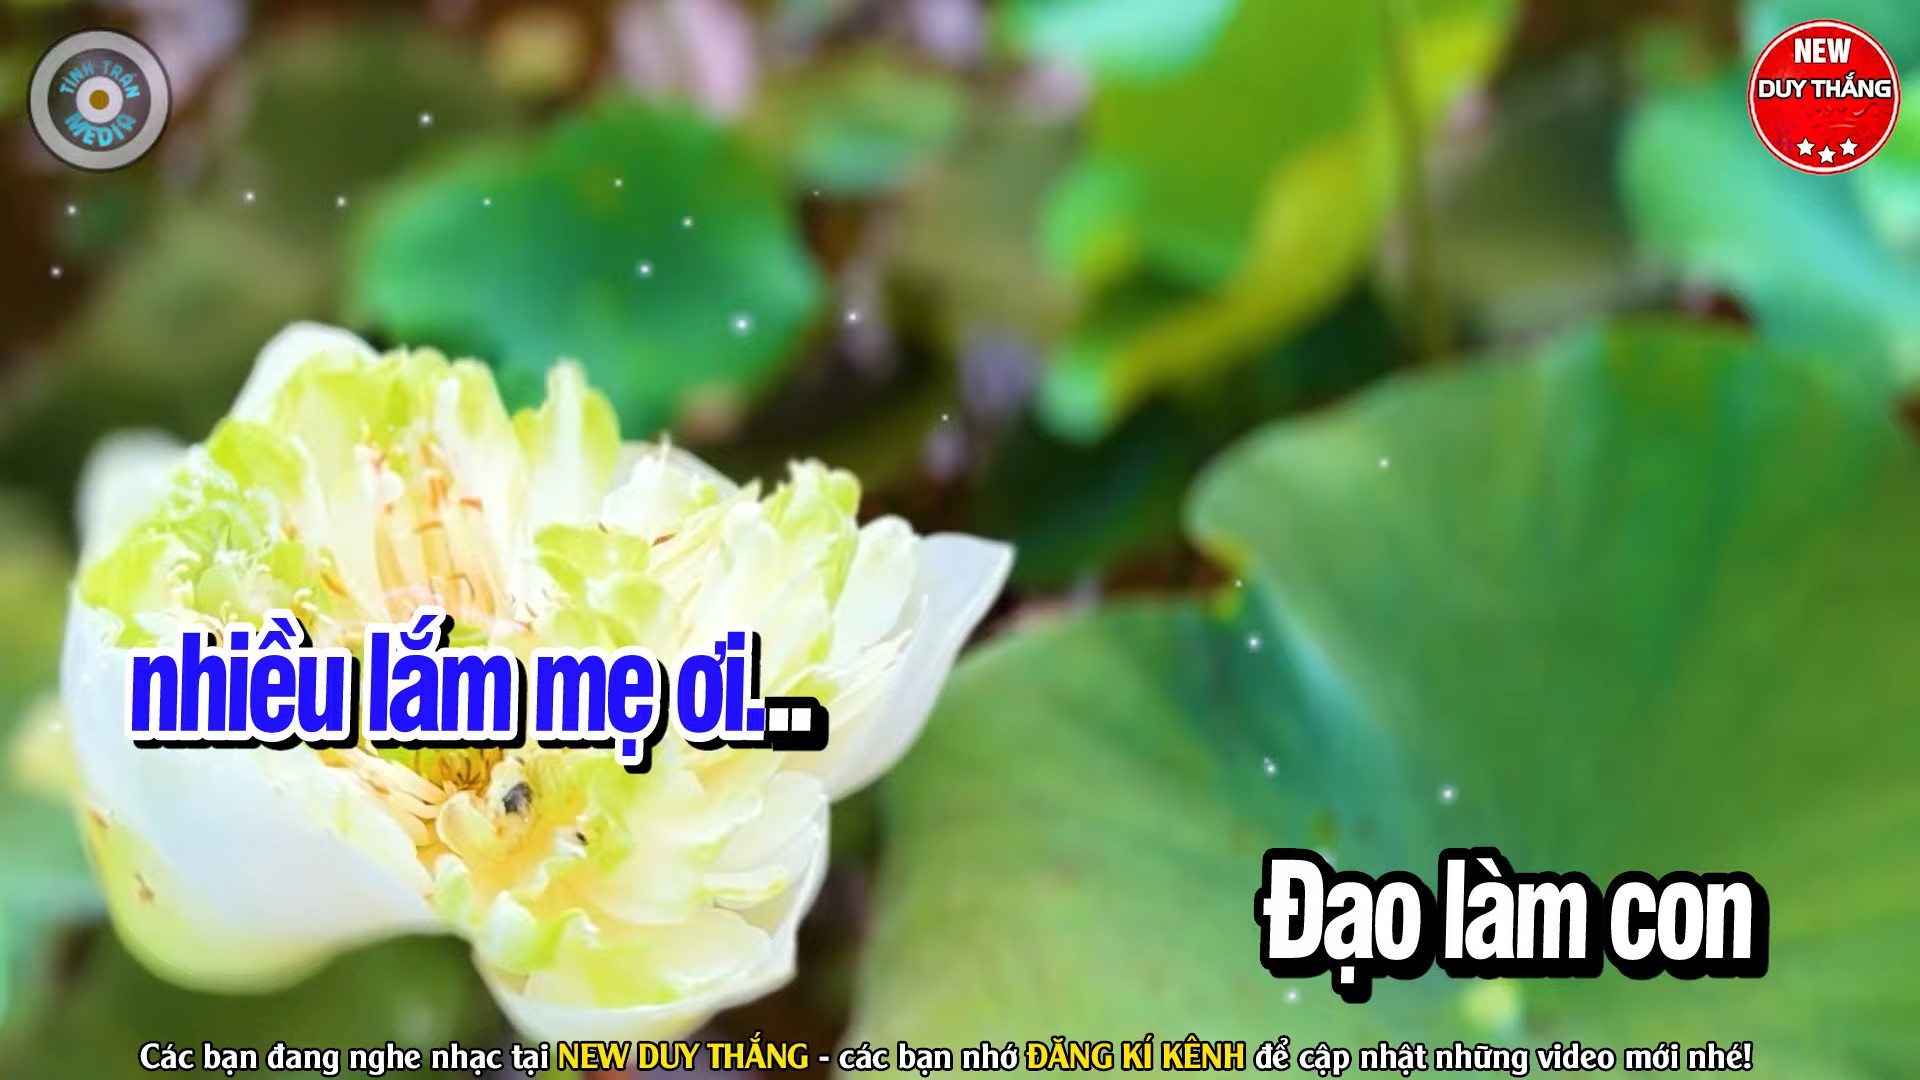 TÌNH TRẦN
MEDIA
NEW
DUY THẮNG
nhiều lắm mẹ ơi...
Đạo làm con
Các bạn đang nghe nhạc tại NEW DUY THẮNG - các bạn nhớ ĐĂNG KÍ KÊNH để cập nhật những video mới nhé!